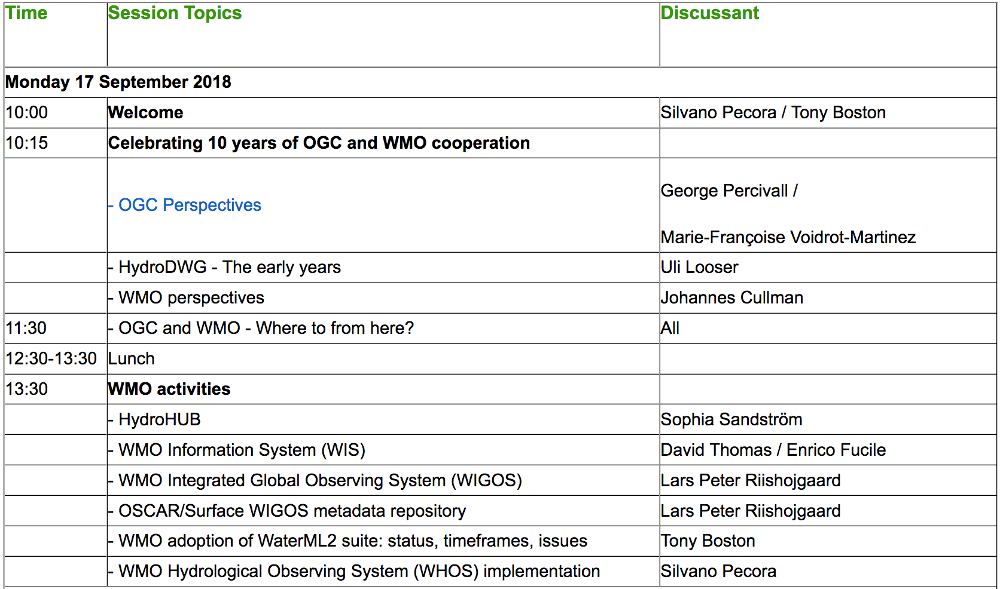 Time Session Topics Discussant
Monday 17 September 2018
10:00 Welcome Silvano Pecora / Tony Boston
10:15 Celebrating 10 years of OGC and WMO cooperation
- OGC Perspectives George Percivall /
Marie-Françoise Voidrot-Martinez
- HydroDWG - The early years Uli Looser
- WMO perspectives Johannes Cullman
11:30 - OGC and WMO - Where to from here? All
12:30-13:30 Lunch
13:30 WMO activities
- HydroHUB Sophia Sandström
- WMO Information System (WIS) David Thomas / Enrico Fucile
- WMO Integrated Global Observing System (WIGOS) Lars Peter Riishojgaard
- OSCAR/Surface WIGOS metadata repository Lars Peter Riishojgaard
- WMO adoption of WaterML2 suite: status, timeframes, issues Tony Boston
- WMO Hydrological Observing System (WHOS) implementation Silvano Pecora